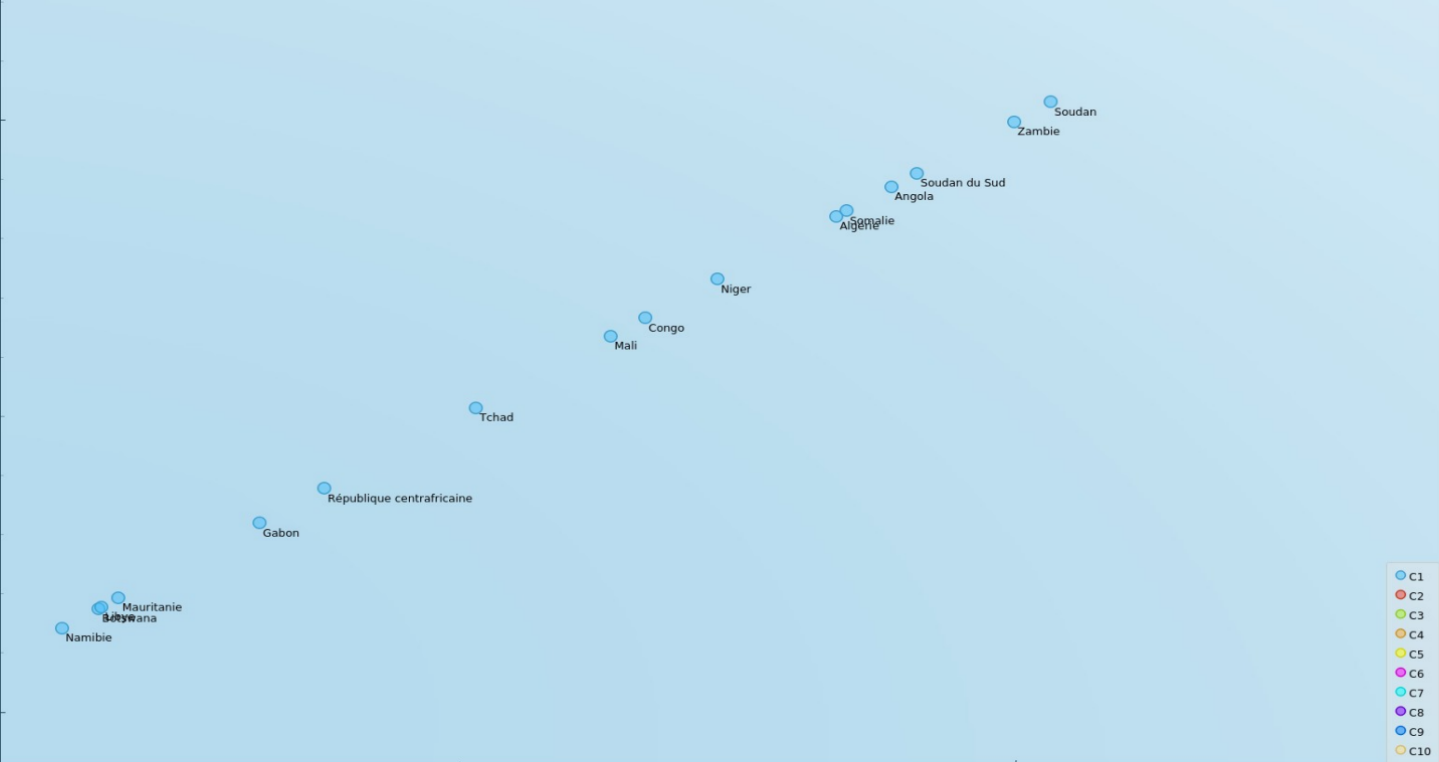 Soudan
Zambie
Soudan du Sud
Angola
Somalie
Algérie
Niger
Congo
Mali
Tchad
République centrafricaine
Gabon
Mauritanie
Libye
Botswana
Namibie
C1
C2
C3
C4
C5
C6
C7
C8
C9
C10